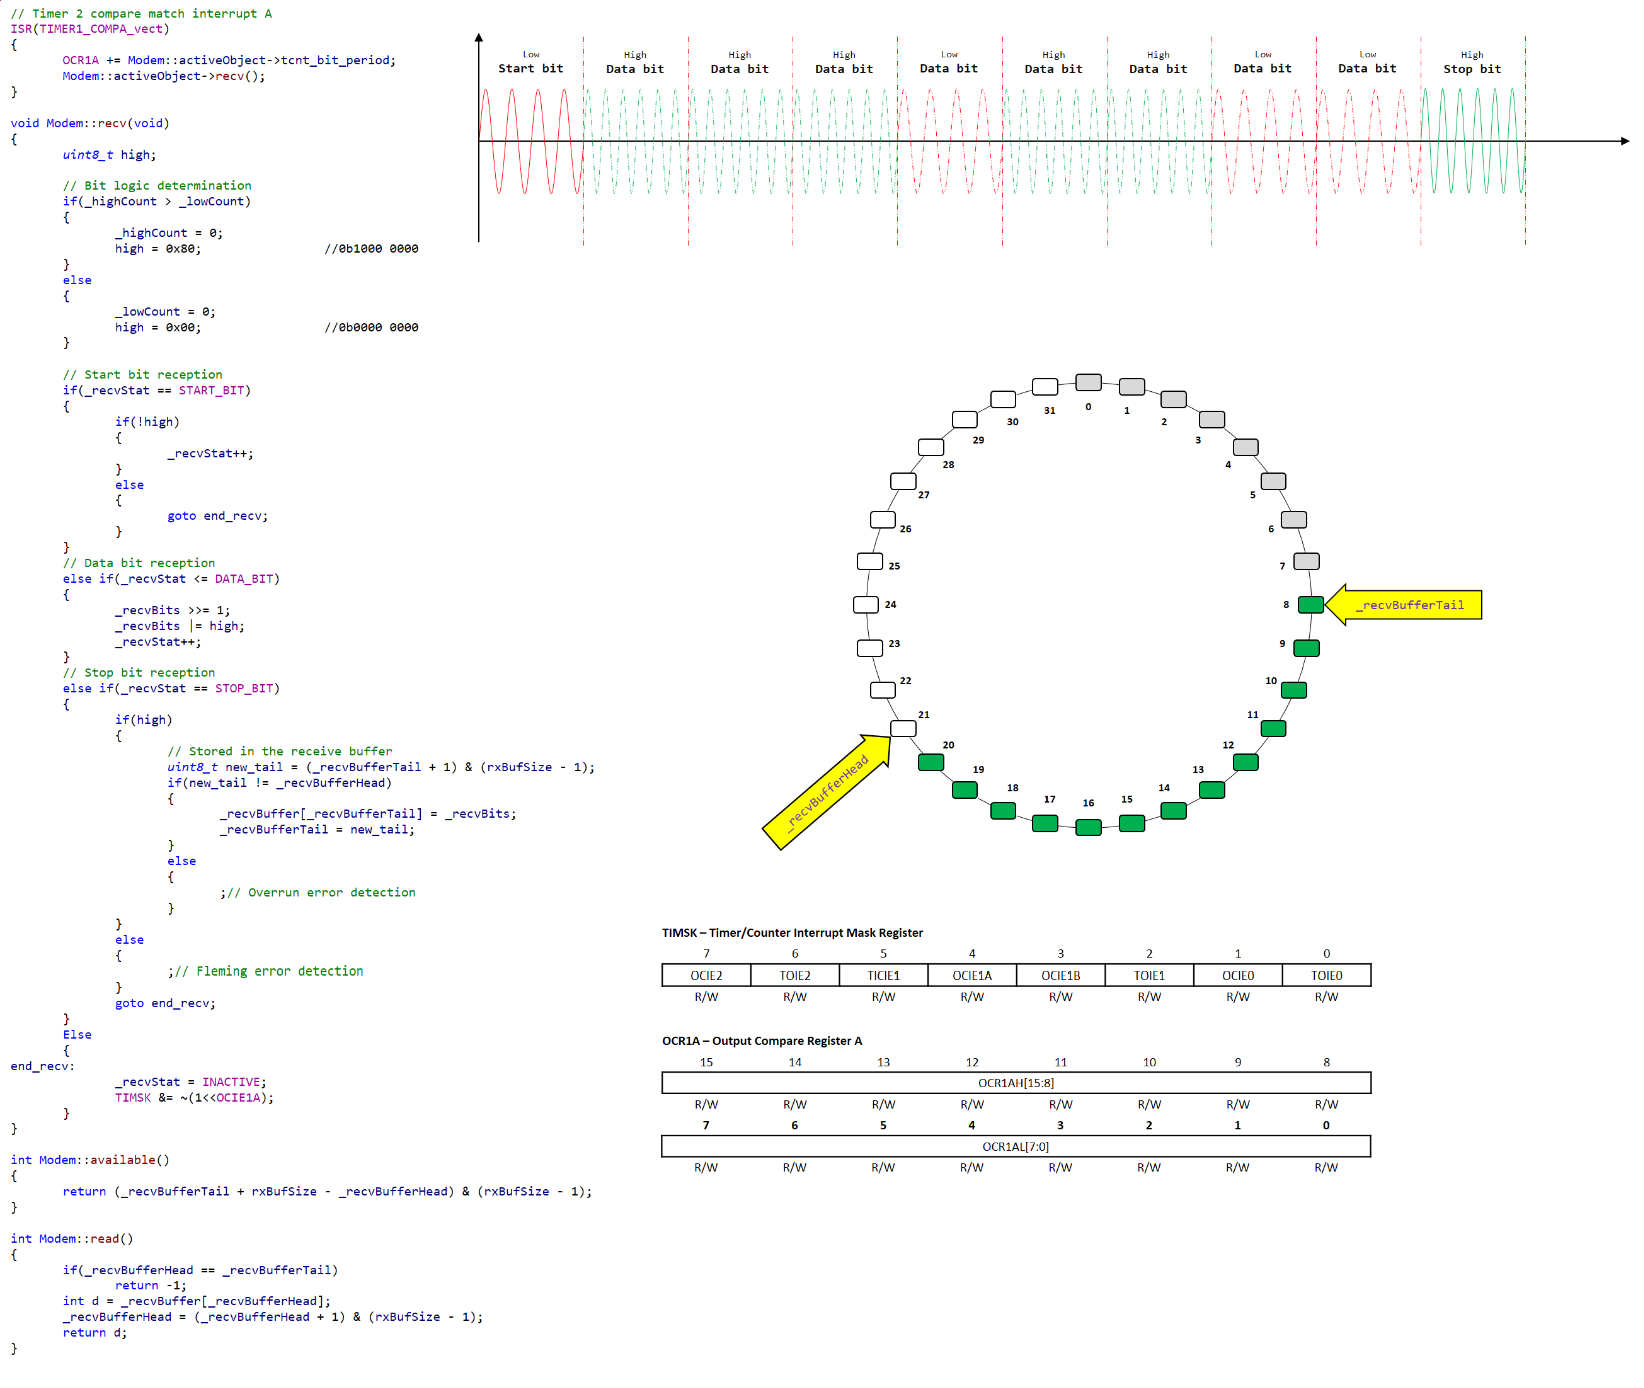 // Timer 2 compare match interrupt A
ISR(TIMER1_COMPA_vect)
{
OCR1A += Modem::activeObject->tcnt_bit_period;
Modem::activeObject->recv();
}
void Modem::recv(void)
{
uint8_t high;
// Bit logic determination
if(_highCount > _lowCount)
{
_highCount = 0;
high = 0x80; //0b1000 0000
}
else
{
_lowCount = 0;
high = 0x00; //0b0000 0000
}
// Start bit reception
if(_recvStat == START_BIT)
{
if(!high)
{
_recvStat++;
}
else
{
goto end_recv;
}
}
// Data bit reception
else if(_recvStat <= DATA_BIT)
{
_recvBits >>= 1;
_recvBits |= high;
_recvStat++;
}
// Stop bit reception
else if(_recvStat == STOP_BIT)
{
if(high)
{
// Stored in the receive buffer
uint8_t new_tail = (_recvBufferTail + 1) & (rxBufSize - 1);
if(new_tail != _recvBufferHead)
{
_recvBuffer[_recvBufferTail] = _recvBits;
_recvBufferTail = new_tail;
}
else
{
;// Overrun error detection
}
}
else
{
;// Fleming error detection
}
goto end_recv;
}
Else
{
end_recv:
_recvStat = INACTIVE;
TIMSK &= ~(1<<OCIE1A);
}
}
int Modem::available()
{
return (_recvBufferTail + rxBufSize - _recvBufferHead) & (rxBufSize - 1);
}
int Modem::read()
{
if(_recvBufferHead == _recvBufferTail)
return -1;
int d = _recvBuffer[_recvBufferHead];
_recvBufferHead = (_recvBufferHead + 1) & (rxBufSize - 1);
return d;
}
Low High High High Low High High Low Low High
Start bit Data bit Data bit Data bit Data bit Data bit Data bit Data bit Data bit Stop bit
0
1
2
3
4
5
6
7
8
9
10
11
12
13
14
15
16
17
18
19
20
21
22
23
24
25
26
27
28
29
30
31
_recvBufferTail
_recvBufferHead
TIMSK – Timer/Counter Interrupt Mask Register
7 6 5 4 3 2 1 0
OCIE2 TOIE2 TICIE1 OCIE1A OCIE1B TOIE1 OCIE0 TOIE0
R/W R/W R/W R/W R/W R/W R/W R/W
OCR1A – Output Compare Register A
15 14 13 12 11 10 9 8
OCR1AH[15:8]
R/W R/W R/W R/W R/W R/W R/W R/W
7 6 5 4 3 2 1 0
OCR1AL[7:0]
R/W R/W R/W R/W R/W R/W R/W R/W